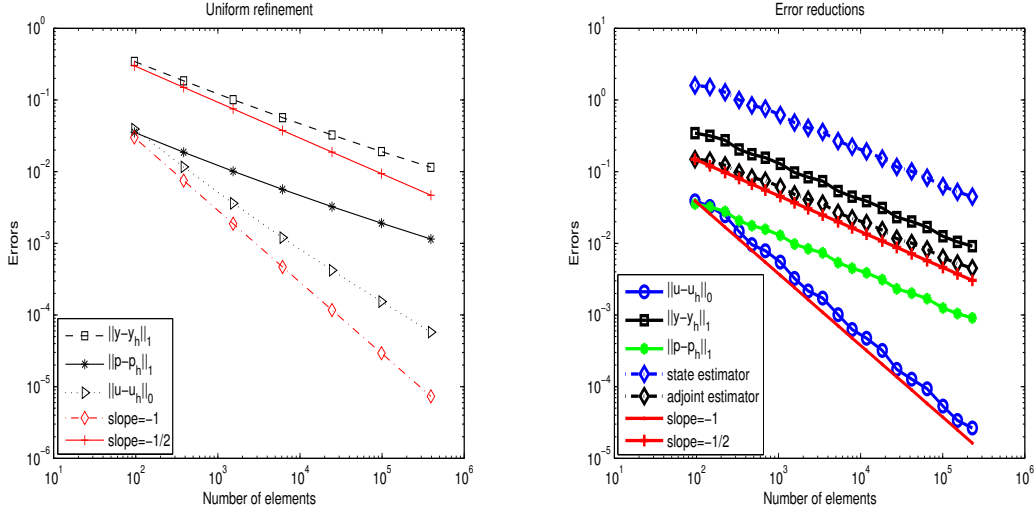 Uniform refinement
10^0
10^-1
10^-2
10^-3
10^-4
10^-5
10^-6
Errors
||y−y_h||_1
||p−p_h||_1
||u−u_h||_0
slope=−1
slope=−1/2
10^1 10^2 10^3 10^4 10^5 10^6
Number of elements
Error reductions
10^1
10^0
10^-1
10^-2
10^-3
10^-4
10^-5
Errors
||u−u_h||_0
||y−y_h||_1
||p−p_h||_1
state estimator
adjoint estimator
slope=−1
slope=−1/2
10^1 10^2 10^3 10^4 10^5 10^6
Number of elements